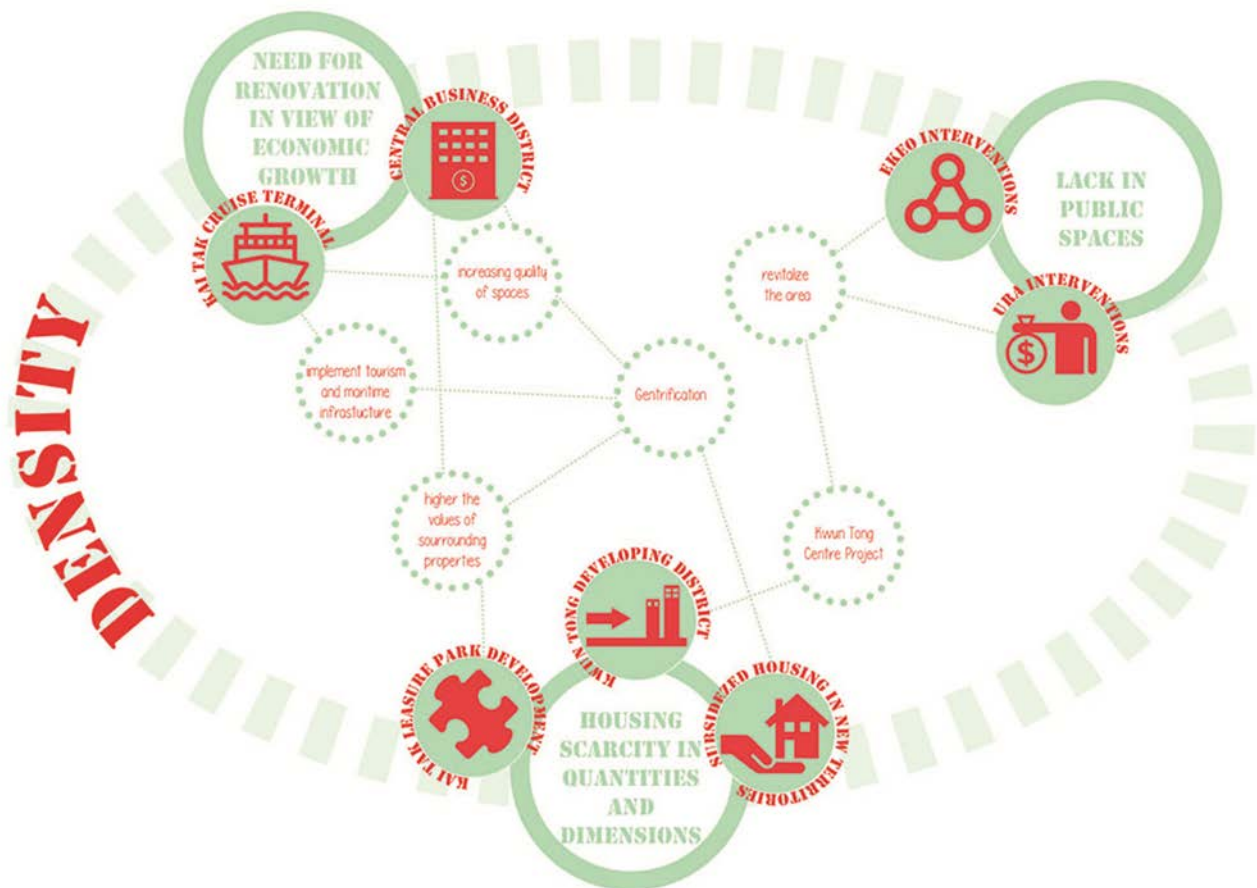 NEED FOR
RENOVATION
IN VIEW OF
ECONOMIC
GROWTH
CENTRAL BUSINESS DISTRICT
KAI TAK CRUISE TERMINAL
EKEO INTERVENTIONS
LACK IN
PUBLIC
SPACES
URA INTERVENTIONS
increasing quality
of spaces
revitalize
the area
implement tourism
and maritime
infrastucture
Gentrification
DENSITY
higher the
values of
sourrounding
properties
Kwun Tong
Centre Project
KWUN TONG DEVELOPING DISTRICT
KAI TAK LEASURE PARK DEVELOPMENT
SUBSIDEZED HOUSING IN NEW TERRITORIES
HOUSING
SCARCITY IN
QUANTITIES
AND
DIMENSIONS